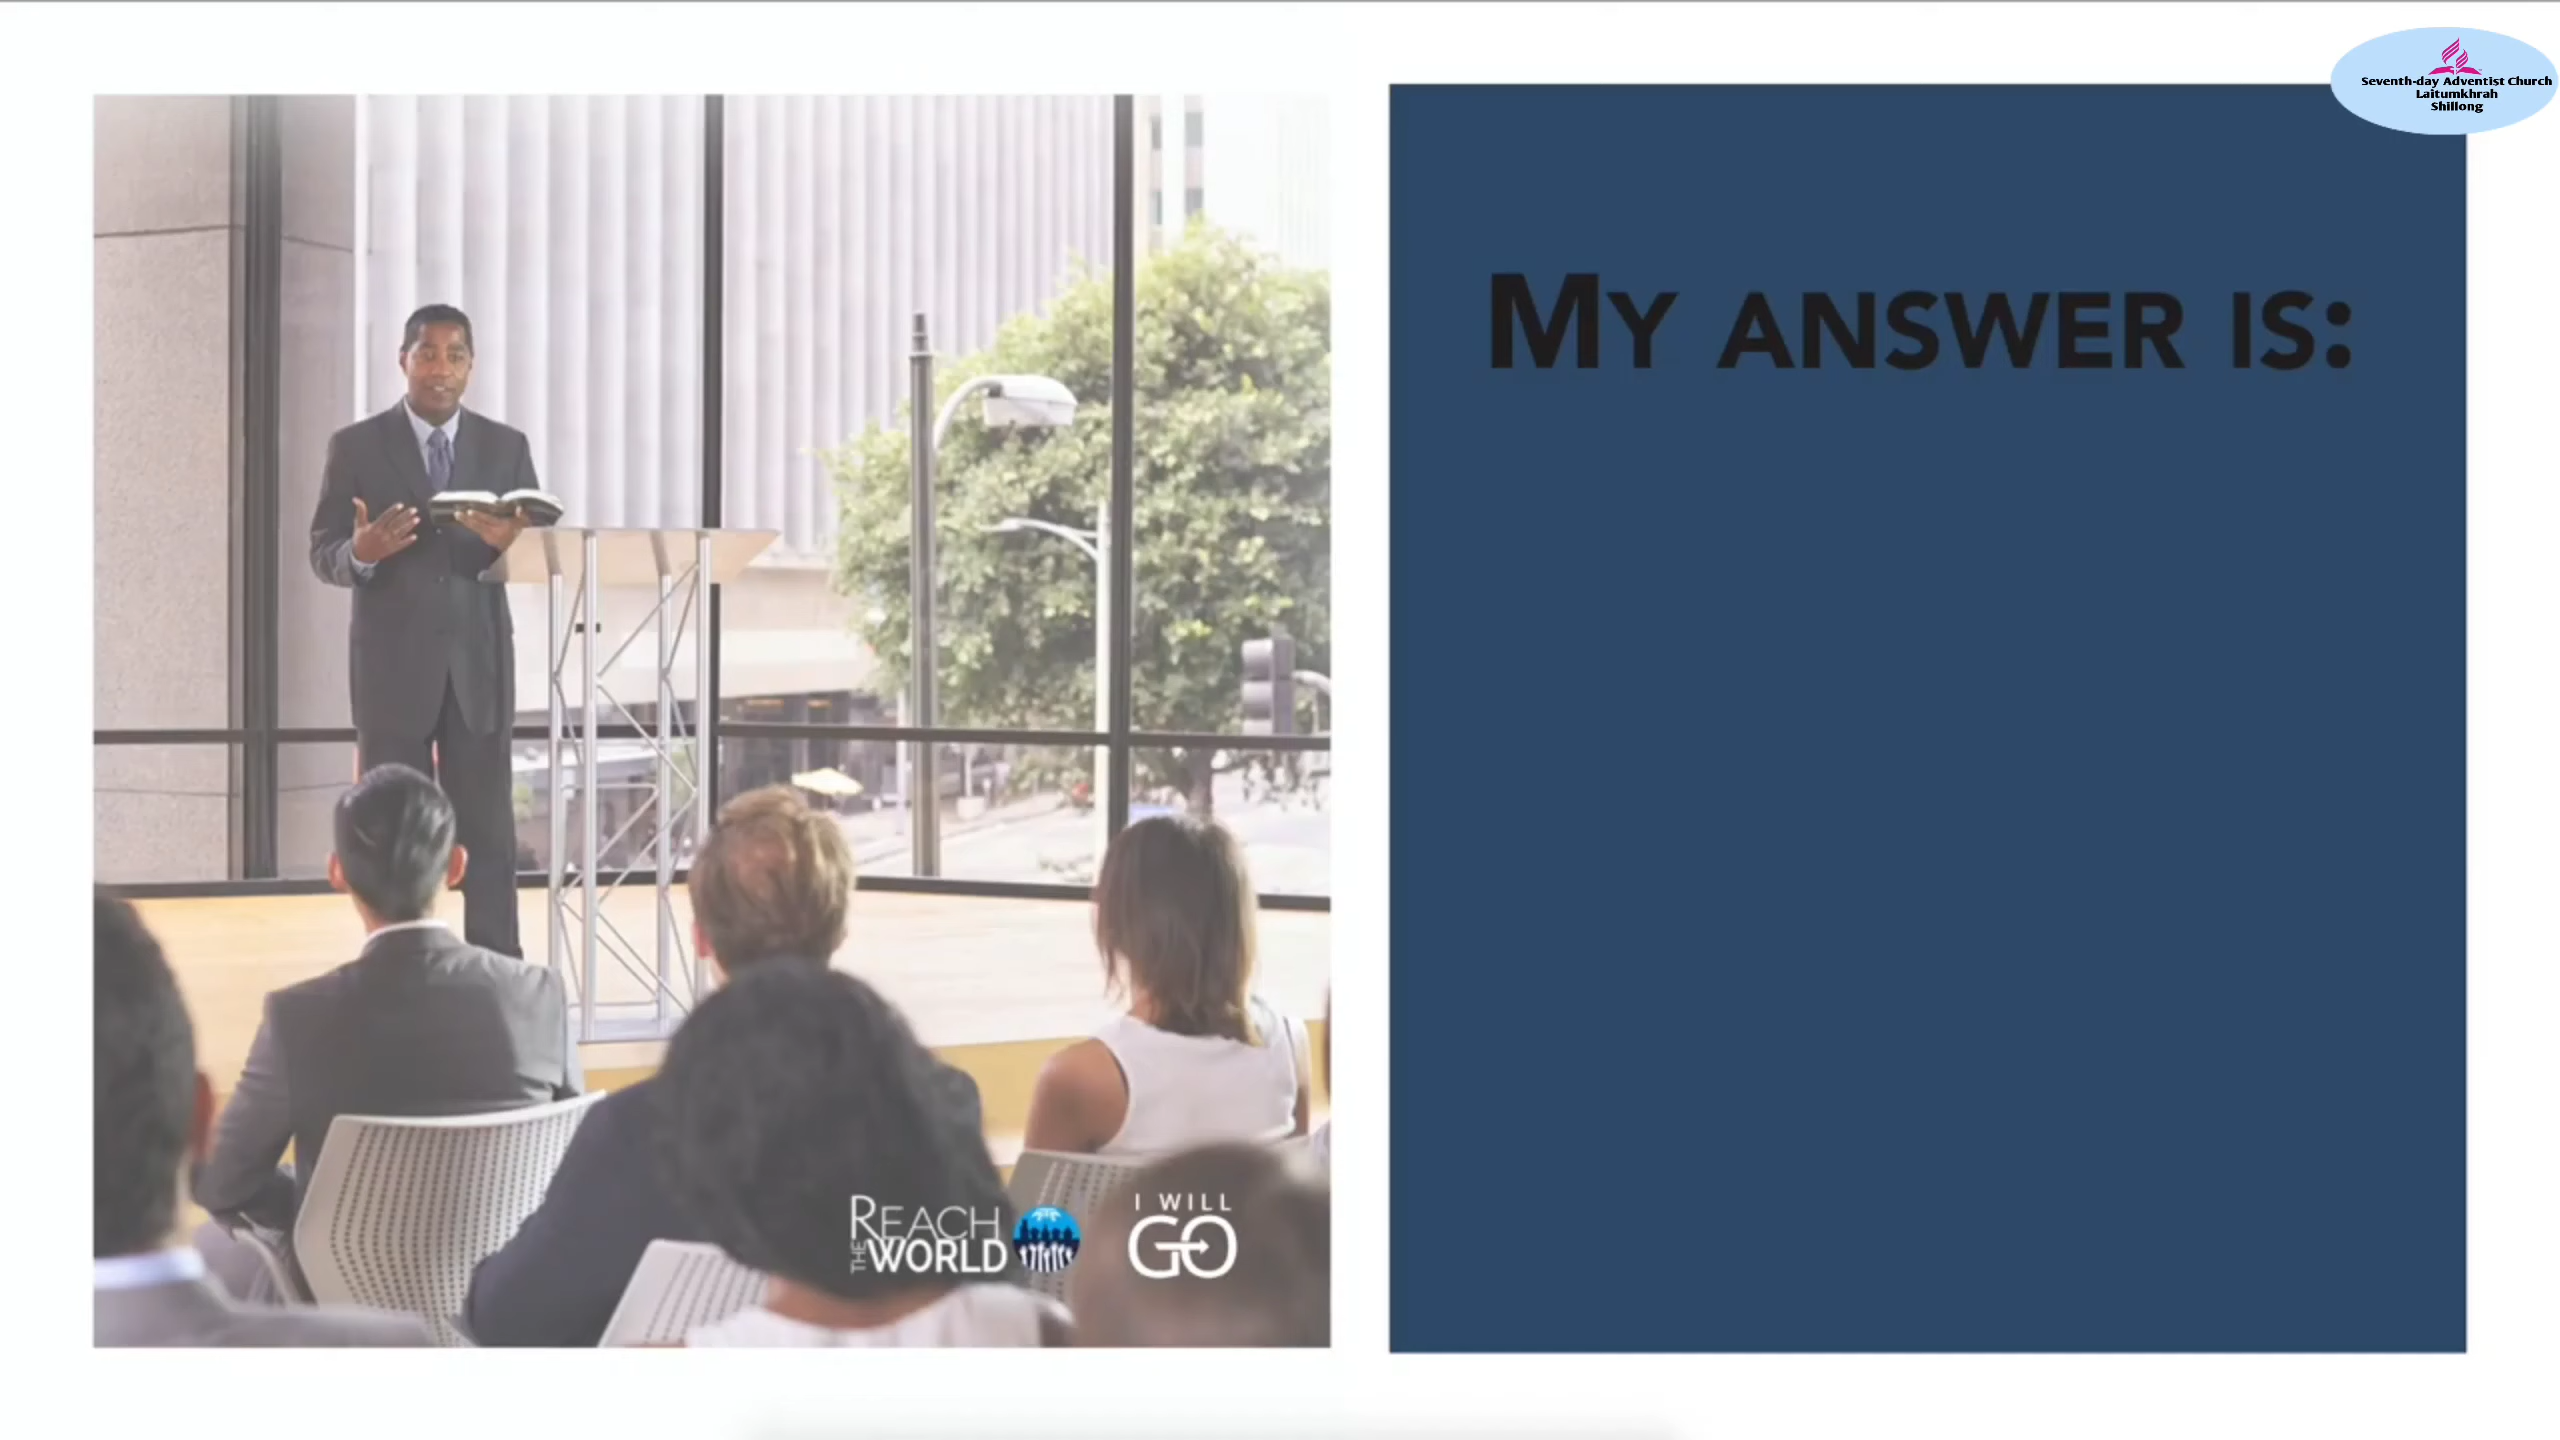 Seventh-day Adventist Church
Laitumkhrah
Shillong
MY ANSWER IS:
REACH
THE WORLD
I WILL
GO